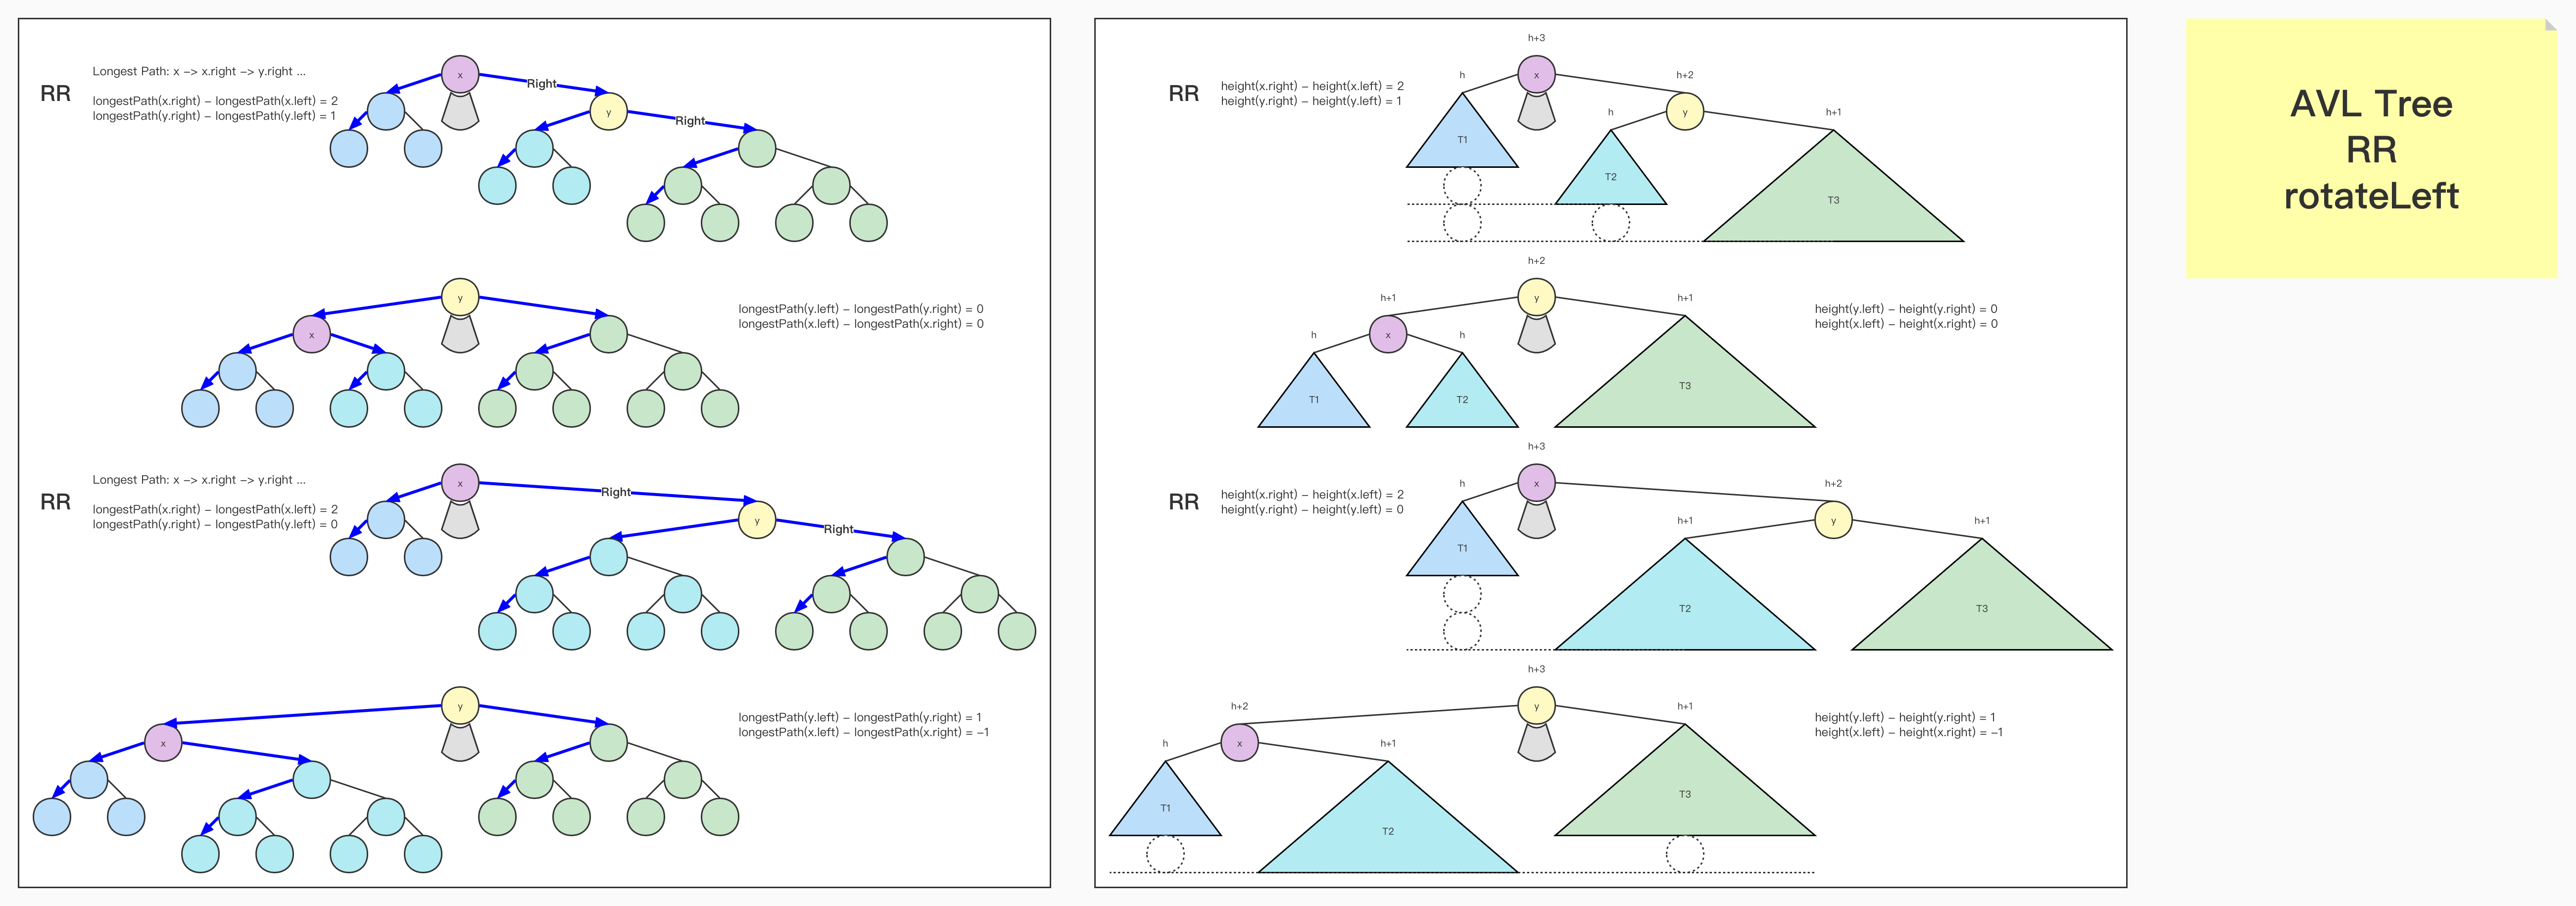 RR
Longest Path: x –> x.right –> y.right ...
longestPath(x.right) – longestPath(x.left) = 2
longestPath(y.right) – longestPath(y.left) = 1
x
Right
y
Right
y
x
longestPath(y.left) – longestPath(y.right) = 0
longestPath(x.left) – longestPath(x.right) = 0
RR
Longest Path: x –> x.right –> y.right ...
longestPath(x.right) – longestPath(x.left) = 2
longestPath(y.right) – longestPath(y.left) = 0
x
Right
y
Right
y
x
longestPath(y.left) – longestPath(y.right) = 1
longestPath(x.left) – longestPath(x.right) = –1
RR
height(x.right) – height(x.left) = 2
height(y.right) – height(y.left) = 1
h+3
h
x
h+2
h
y
h+1
T1
T2
T3
h+2
h+1
y
h+1
h
x
h
T1
T2
T3
height(y.left) – height(y.right) = 0
height(x.left) – height(x.right) = 0
RR
height(x.right) – height(x.left) = 2
height(y.right) – height(y.left) = 0
h+3
h
x
h+2
h+1
y
h+1
T1
T2
T3
h+3
h+2
y
h+1
h
x
h+1
T1
T2
T3
height(y.left) – height(y.right) = 1
height(x.left) – height(x.right) = –1
AVL Tree
RR
rotateLeft